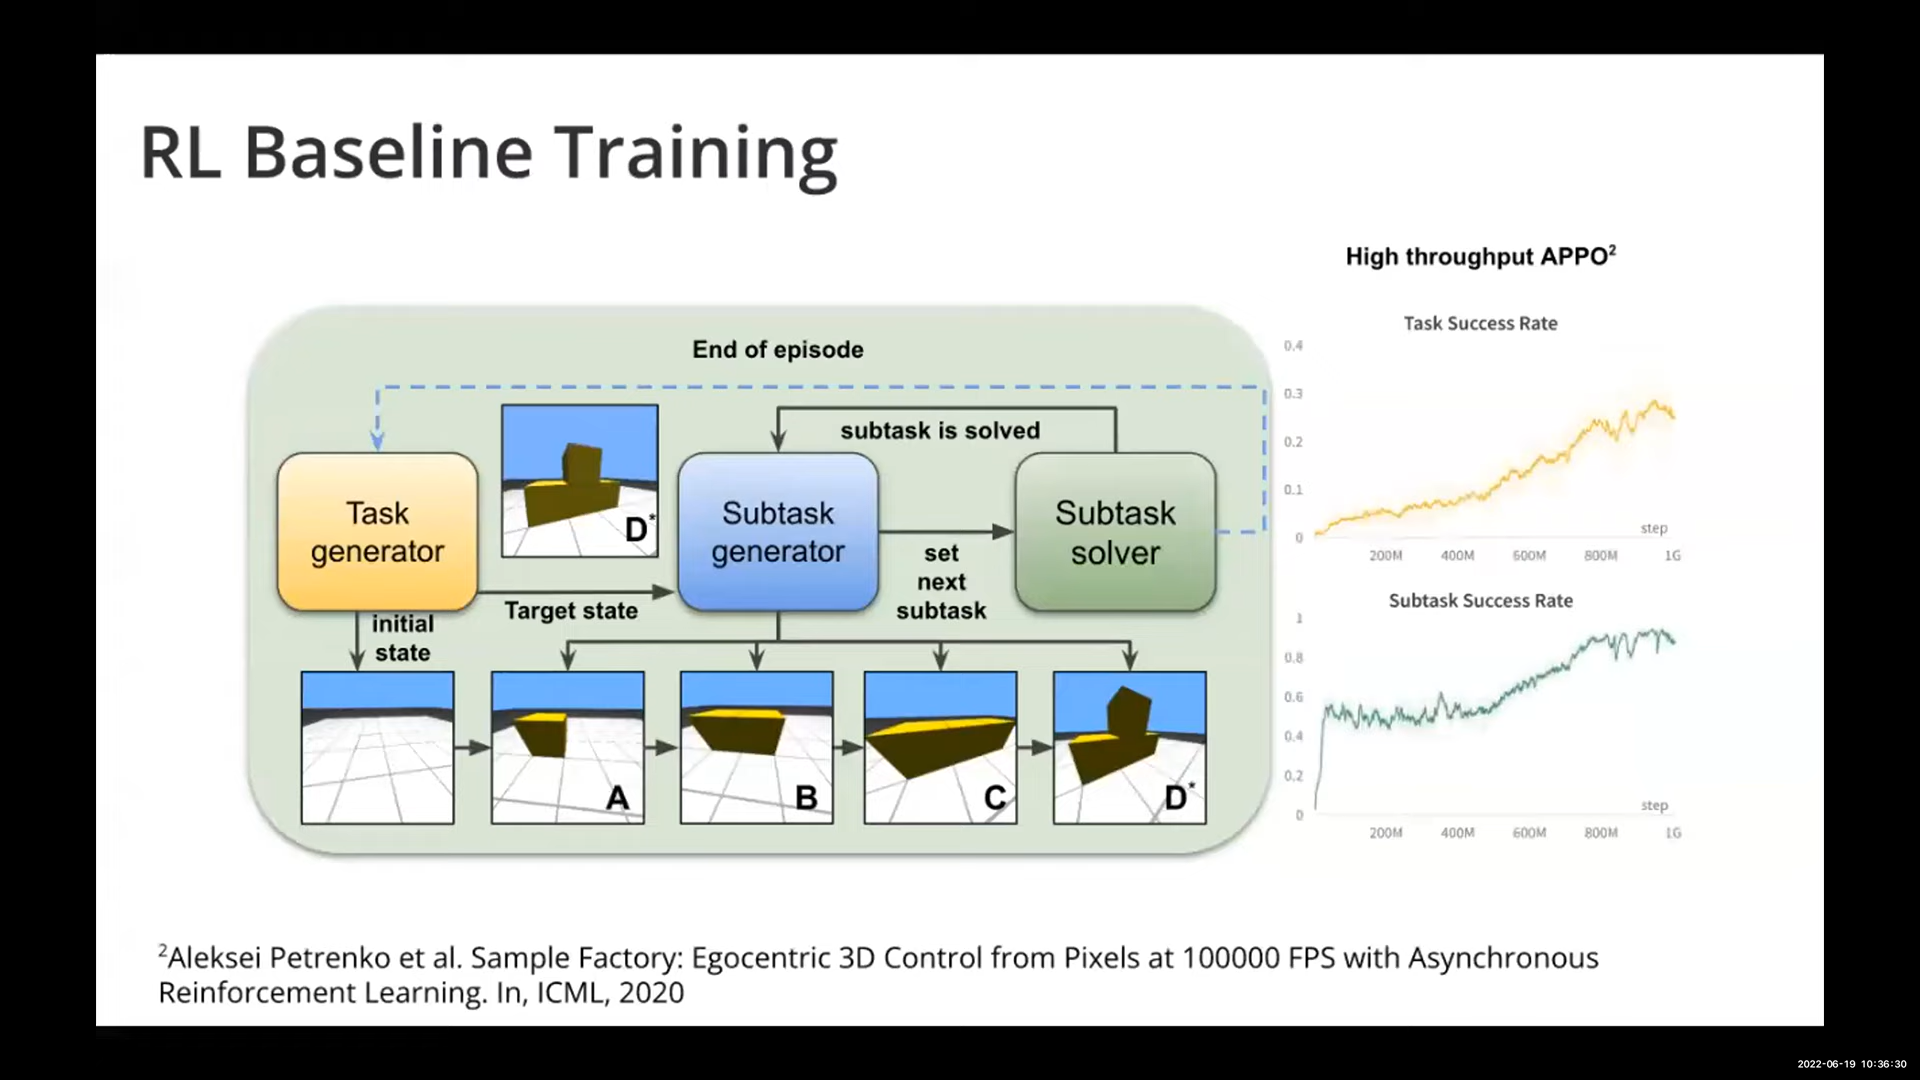 RL Baseline Training
High throughput APPO²
End of episode
subtask is solved
D*
Task
generator
Subtask
generator
Subtask
solver
set
next
subtask
Target state
initial
state
A
B
C
D*
Task Success Rate
0.4
0.3
0.2
0.1
0
step
200M 400M 600M 800M 1G
Subtask Success Rate
1
0.8
0.6
0.4
0.2
0
step
200M 400M 600M 800M 1G
²Aleksei Petrenko et al. Sample Factory: Egocentric 3D Control from Pixels at 100000 FPS with Asynchronous
Reinforcement Learning. In, ICML, 2020
2022-06-19 10:36:30